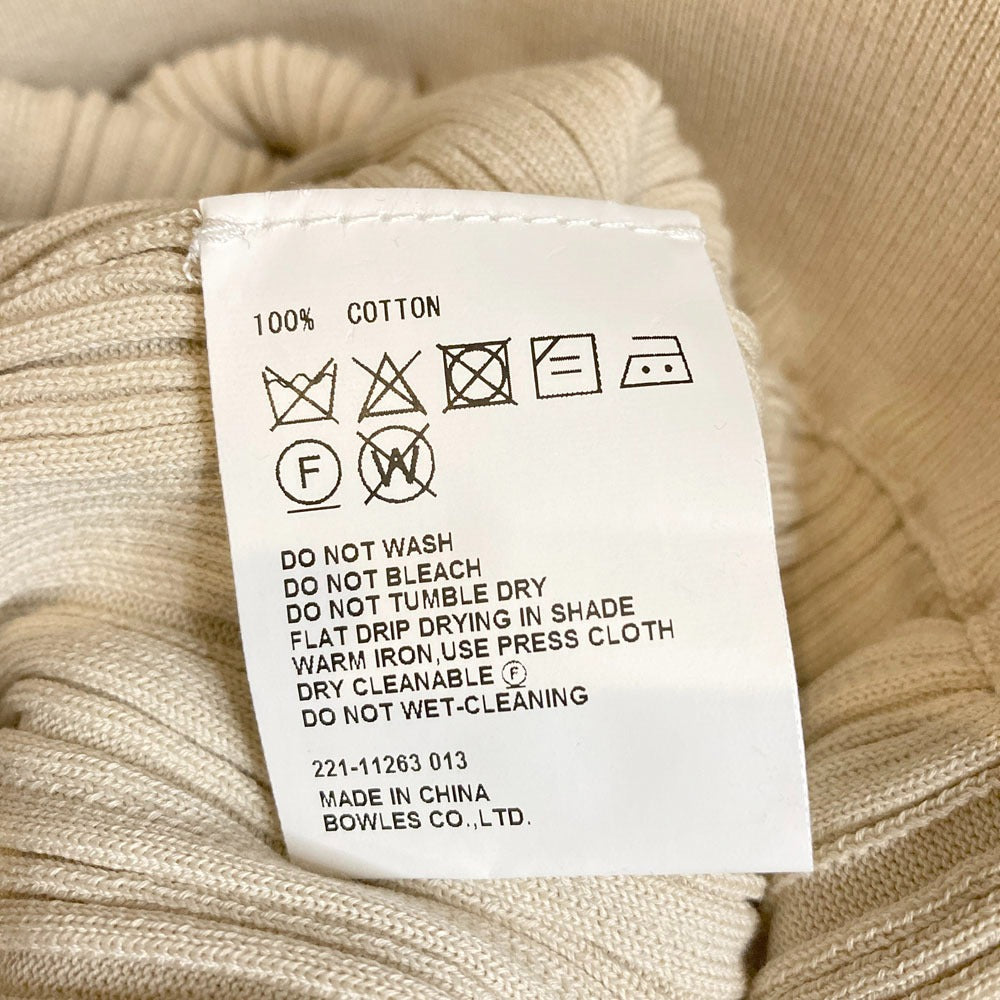 100% COTTON
F W
DO NOT WASH
DO NOT BLEACH
DO NOT TUMBLE DRY
FLAT DRIP DRYING IN SHADE
WARM IRON,USE PRESS CLOTH
DRY CLEANABLE Ⓕ
DO NOT WET-CLEANING
221-11263 013
MADE IN CHINA
BOWLES CO.,LTD.